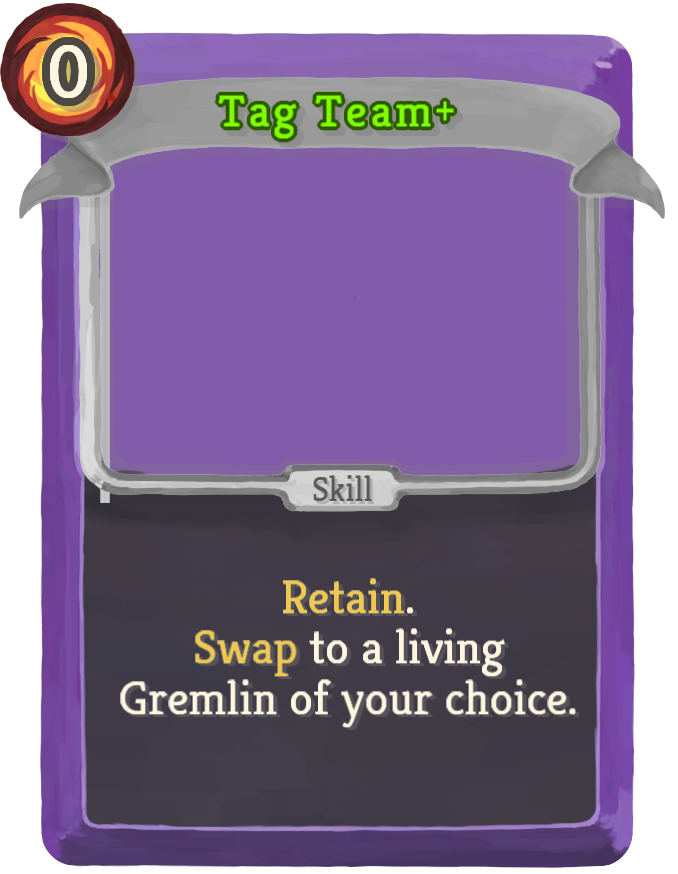 0
Tag Team+
Skill
Retain.
Swap to a living
Gremlin of your choice.